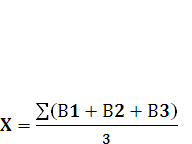 X = ∑(B1 + B2 + B3) / 3